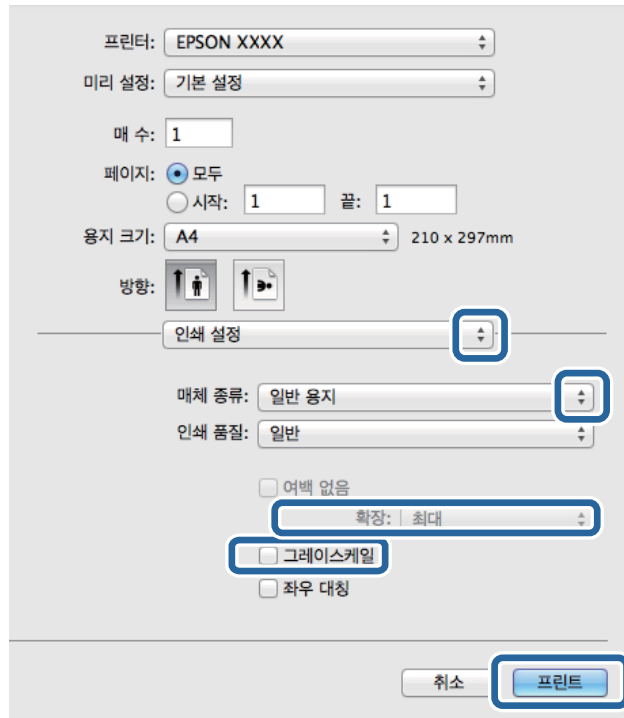 프린터: EPSON XXXX
미리 설정: 기본 설정
매 수: 1
페이지: 모두
시작: 1 끝: 1
용지 크기: A4 210 x 297mm
방향:
인쇄 설정
매체 종류: 일반 용지
인쇄 품질: 일반
여백 없음
확장: 최대
그레이스케일
좌우 대칭
취소 프린트